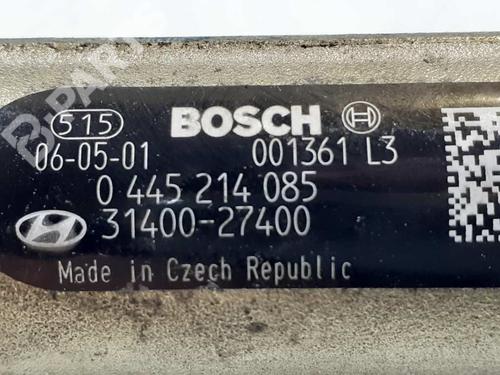 515 BOSCH
06-05-01 001361 L3
0 445 214 085
31400-27400
Made in Czech Republic